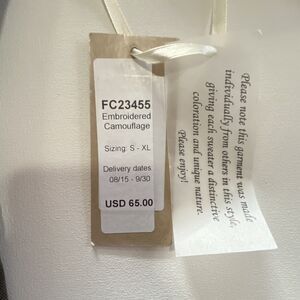 FC23455
Embroidered
Camouflage
Sizing: S - XL
Delivery dates
08/15 - 9/30
USD 65.00
Please note this garment was made
individually from others in this style,
giving each sweater a distinctive
coloration and unique nature.
Please enjoy!